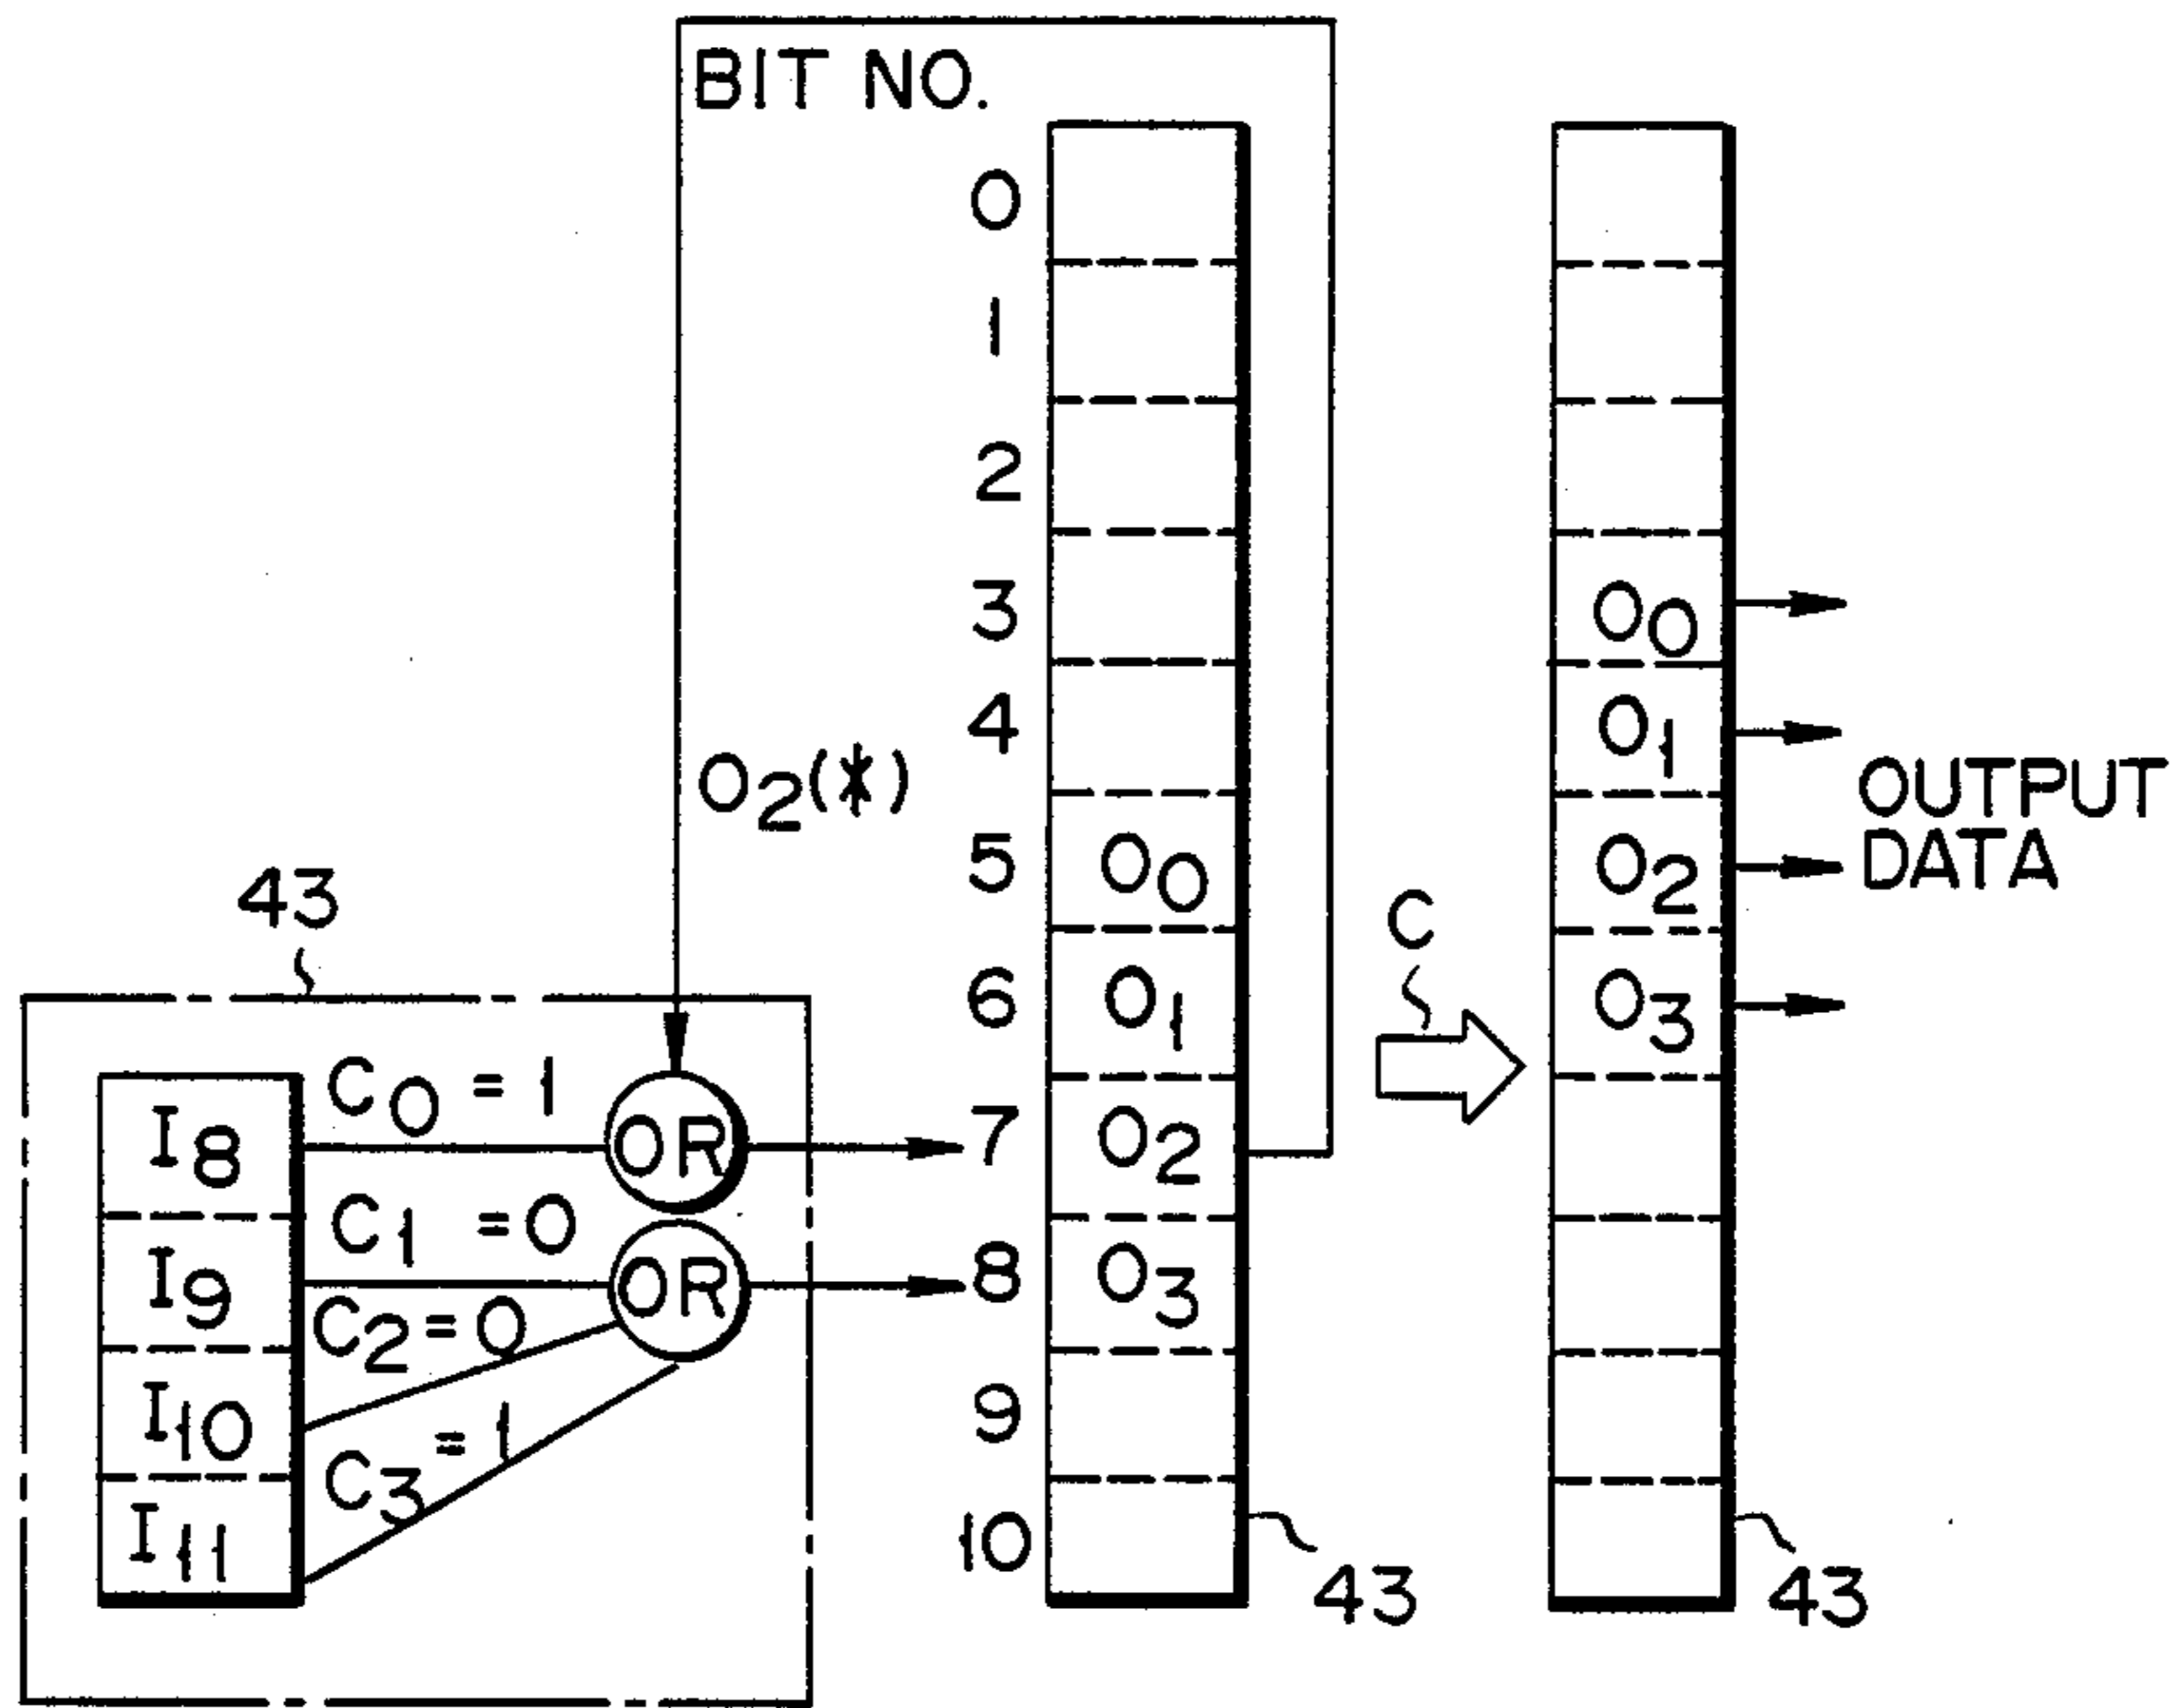 BIT NO.
0
1
2
3
4
5
6
7
8
9
10
O2(*)
O0
O1
O2
O3
43
C
O0
O1
O2
O3
OUTPUT
DATA
43
43
I8
I9
I10
I11
C0 = 1
C1 = 0
C2 = 0
C3 = 1
OR
OR